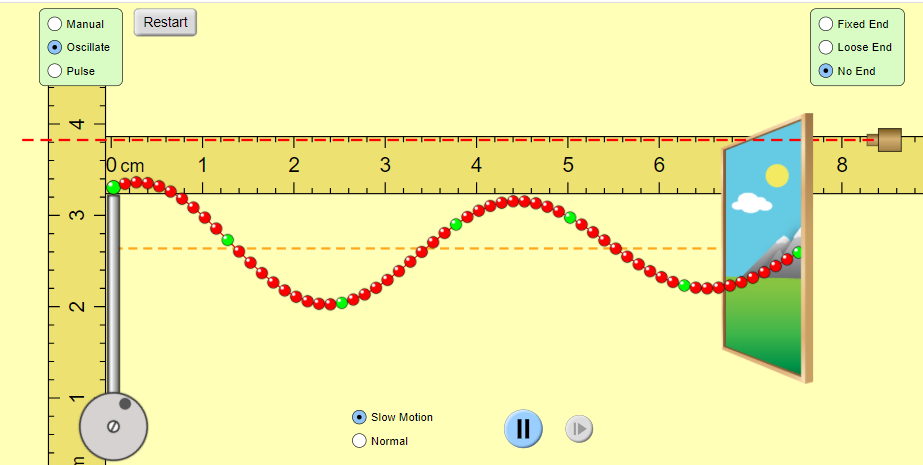 Manual
Oscillate
Pulse
Restart
Fixed End
Loose End
No End
0 cm 1 2 3 4 5 6 8
4
3
2
1
Slow Motion
Normal